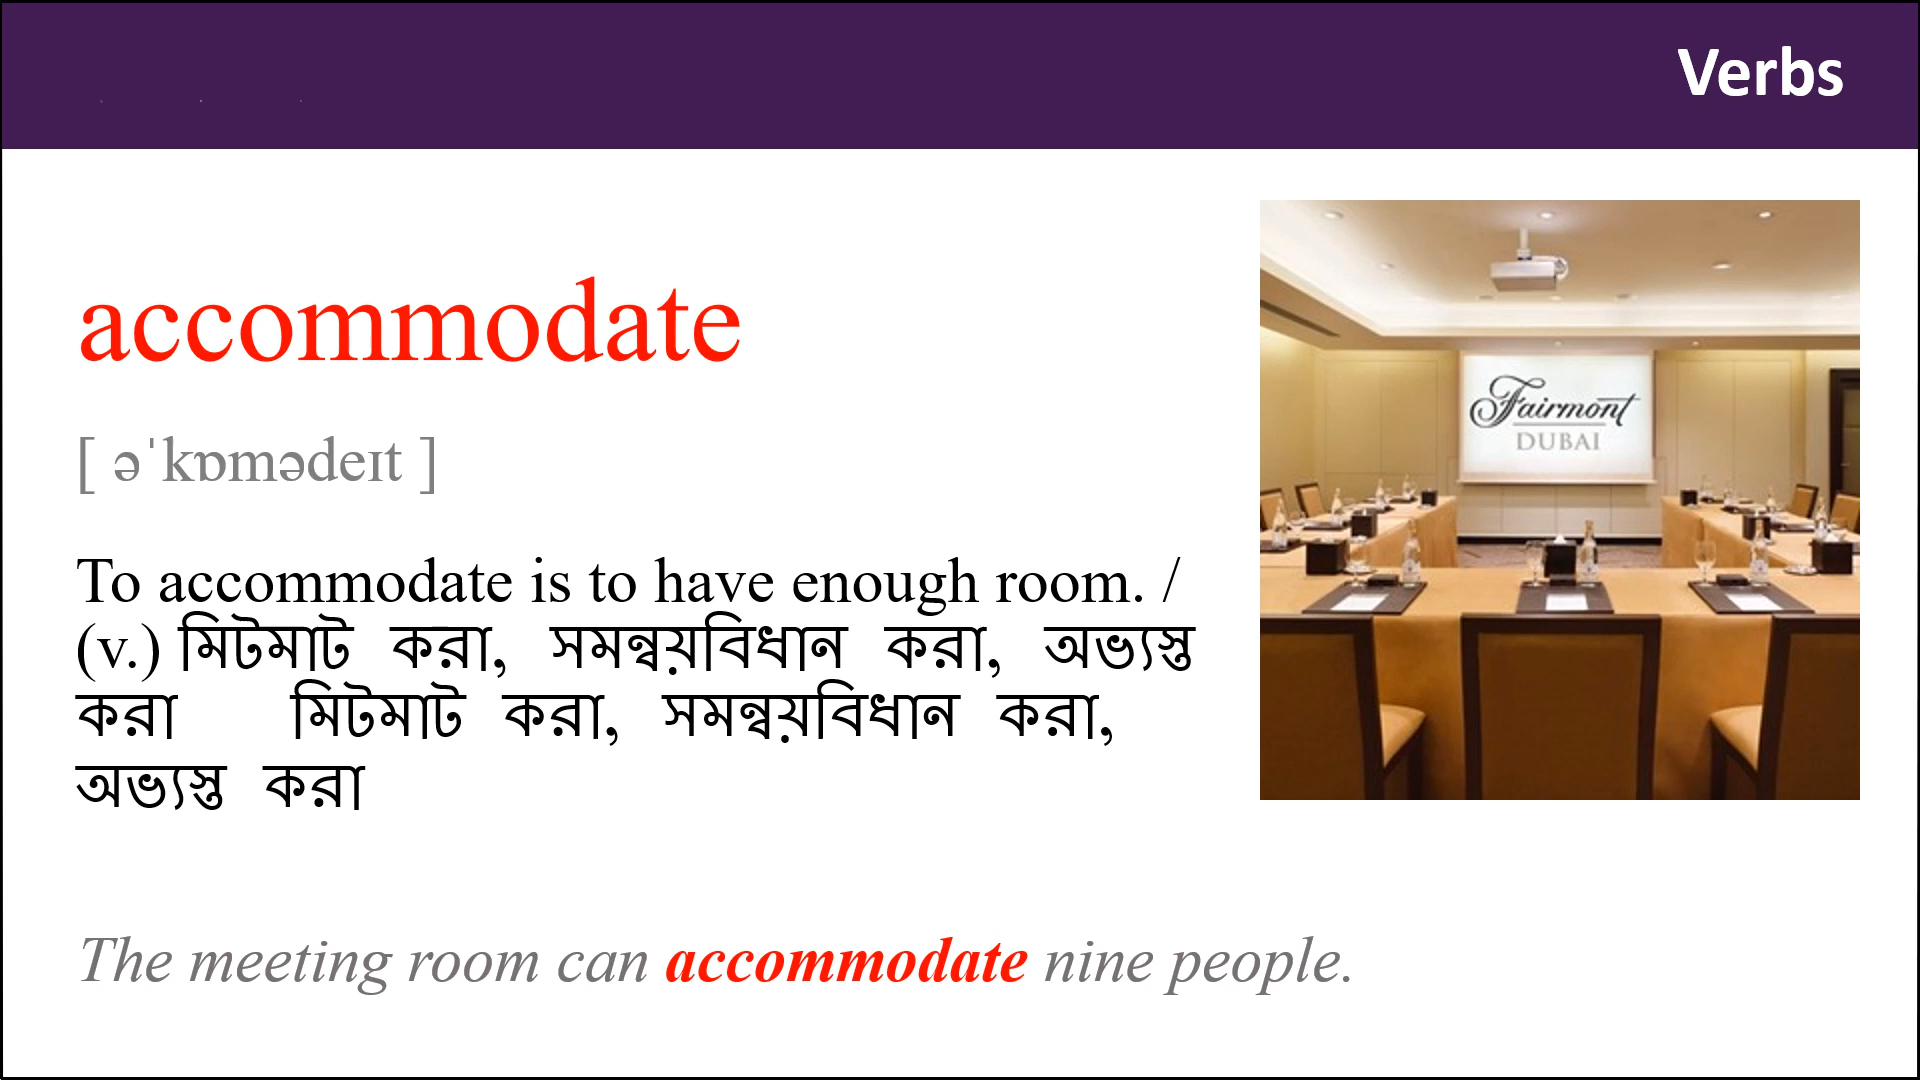 Verbs
accommodate
[ əˈkɒmədeɪt ]
To accommodate is to have enough room. /
(v.) মিটমাট করা, সমন্বয়বিধান করা, অভ্যস্ত
করা মিটমাট করা, সমন্বয়বিধান করা,
অভ্যস্ত করা
Fairmont
DUBAI
The meeting room can accommodate nine people.